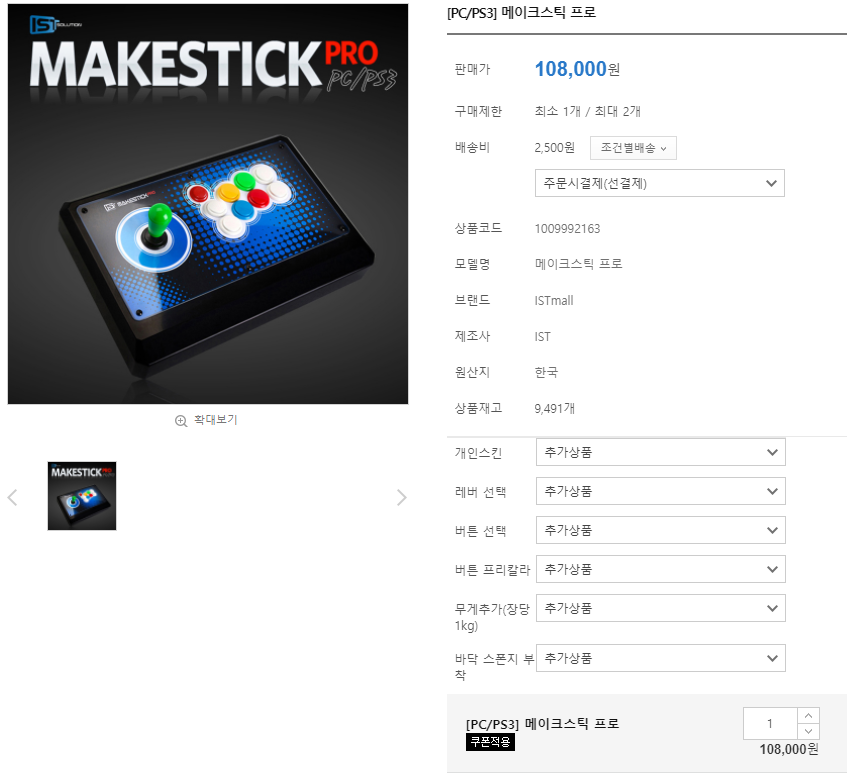 IST SOLUTION
MAKESTICK PRO
PC/PS3
MAKESTICK PRO
확대보기
MAKESTICK PRO
[PC/PS3] 메이크스틱 프로
판매가 108,000원
구매제한 최소 1개 / 최대 2개
배송비 2,500원 조건별배송
주문시결제(선결제)
상품코드 1009992163
모델명 메이크스틱 프로
브랜드 ISTmall
제조사 IST
원산지 한국
상품재고 9,491개
개인스킨 추가상품
레버 선택 추가상품
버튼 선택 추가상품
버튼 프리칼라 추가상품
무게추가(장당 추가상품
1kg)
바닥 스폰지 부 추가상품
착
[PC/PS3] 메이크스틱 프로 1
쿠폰적용
108,000원